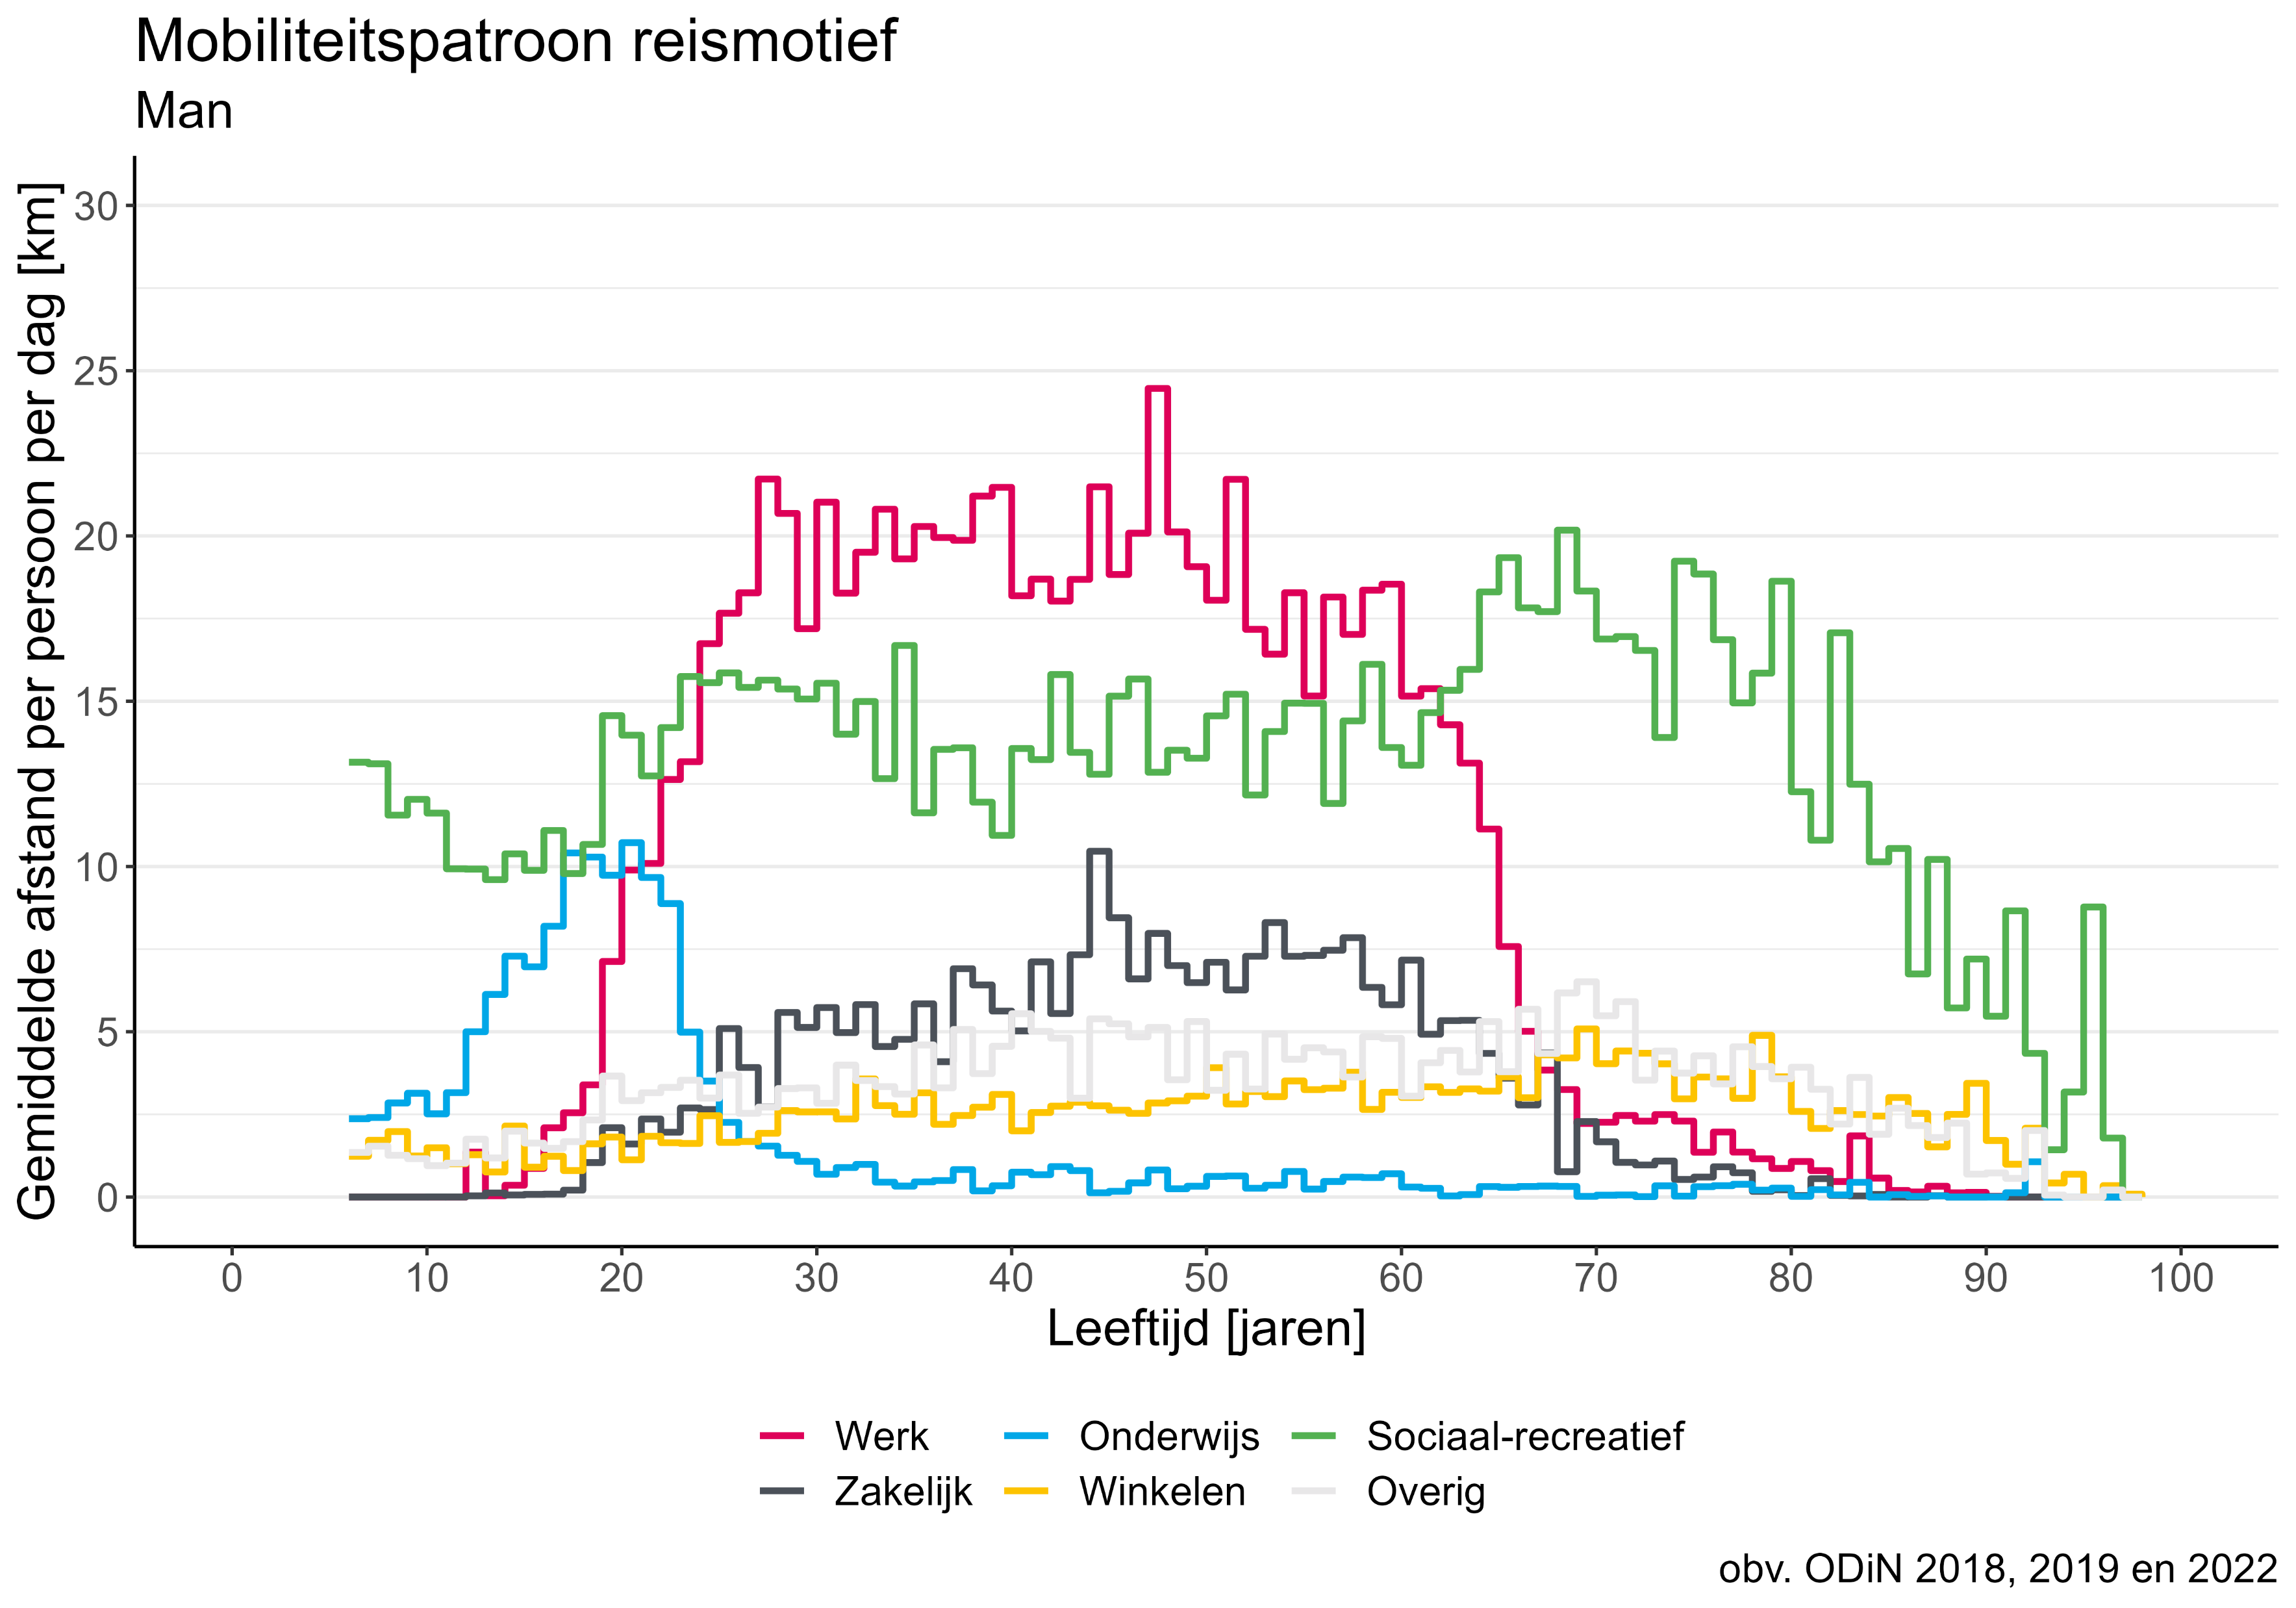 Mobiliteitspatroon reismotief
Man
Gemiddelde afstand per persoon per dag [km]
30
25
20
15
10
5
0
0 10 20 30 40 50 60 70 80 90 100
Leeftijd [jaren]
Werk Onderwijs Sociaal-recreatief
Zakelijk Winkelen Overig
obv. ODiN 2018, 2019 en 2022